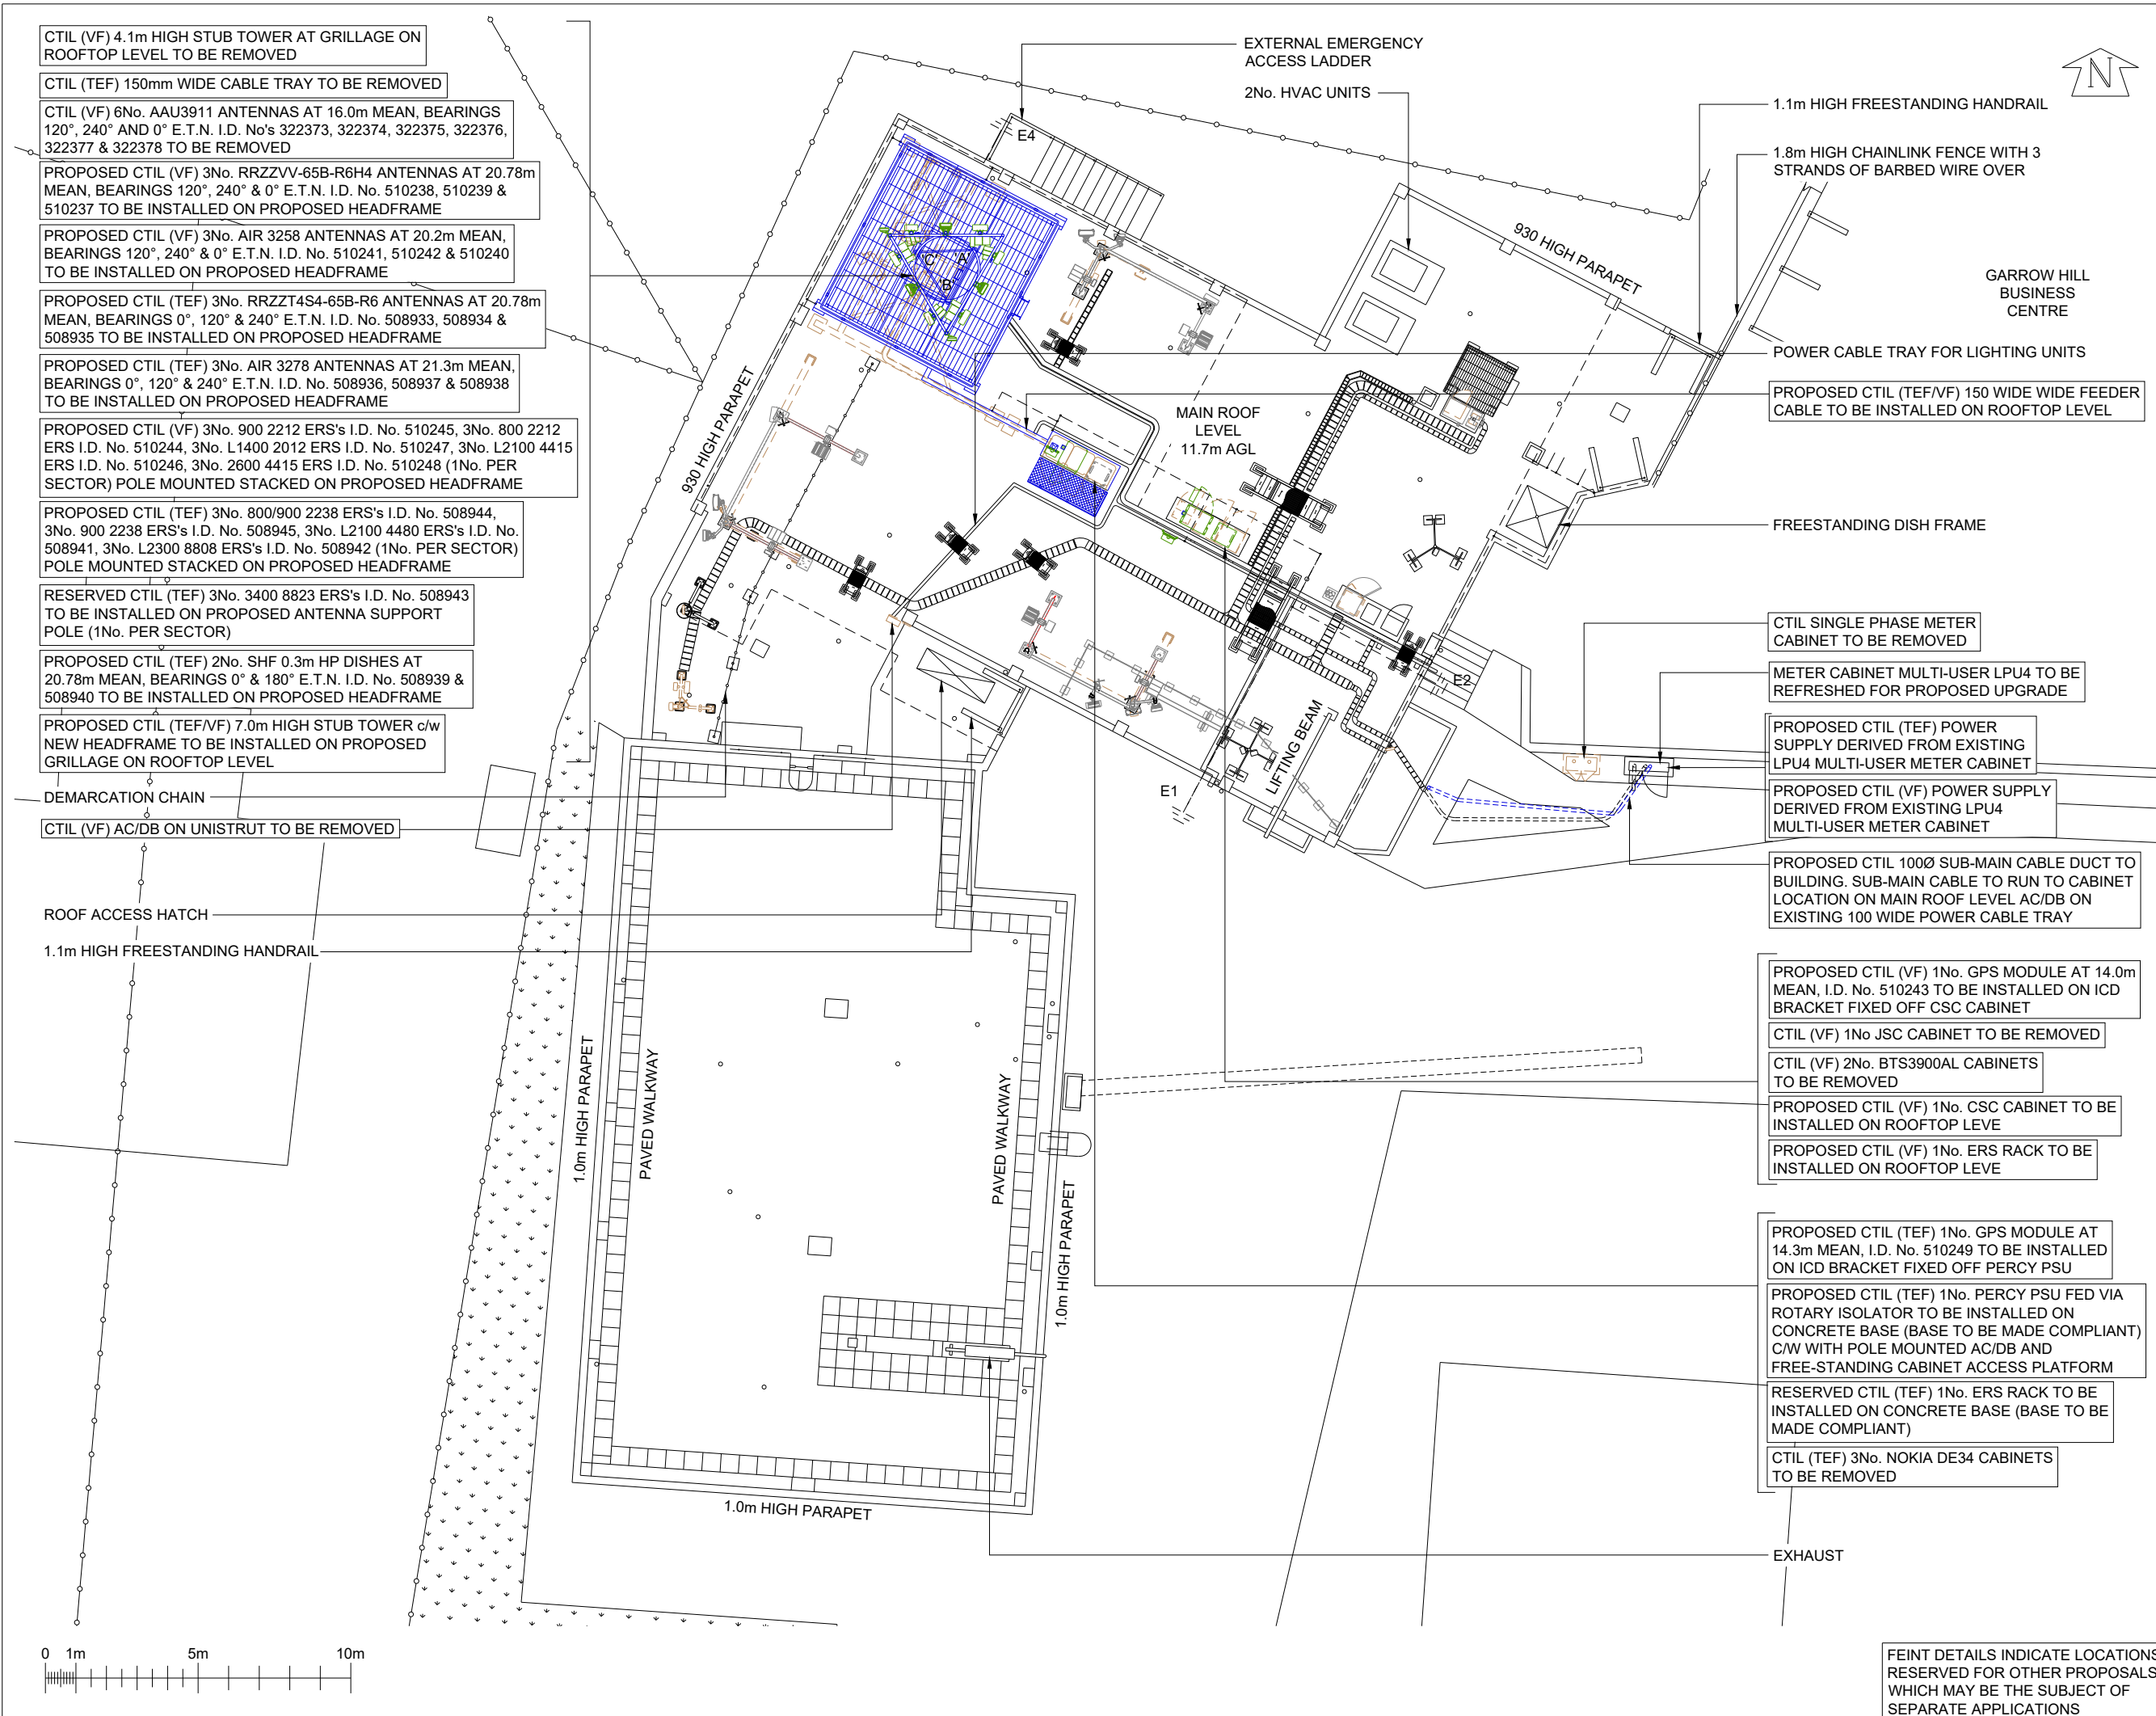 CTIL (VF) 4.1m HIGH STUB TOWER AT GRILLAGE ON
ROOFTOP LEVEL TO BE REMOVED
CTIL (TEF) 150mm WIDE CABLE TRAY TO BE REMOVED
CTIL (VF) 6No. AAU3911 ANTENNAS AT 16.0m MEAN, BEARINGS
120°, 240° AND 0° E.T.N. I.D. No's 322373, 322374, 322375, 322376,
322377 & 322378 TO BE REMOVED
PROPOSED CTIL (VF) 3No. RRZZVV-65B-R6H4 ANTENNAS AT 20.78m
MEAN, BEARINGS 120°, 240° & 0° E.T.N. I.D. No. 510238, 510239 &
510237 TO BE INSTALLED ON PROPOSED HEADFRAME
PROPOSED CTIL (VF) 3No. AIR 3258 ANTENNAS AT 20.2m MEAN,
BEARINGS 120°, 240° & 0° E.T.N. I.D. No. 510241, 510242 & 510240
TO BE INSTALLED ON PROPOSED HEADFRAME
PROPOSED CTIL (TEF) 3No. RRZZT4S4-65B-R6 ANTENNAS AT 20.78m
MEAN, BEARINGS 0°, 120° & 240° E.T.N. I.D. No. 508933, 508934 &
508935 TO BE INSTALLED ON PROPOSED HEADFRAME
PROPOSED CTIL (TEF) 3No. AIR 3278 ANTENNAS AT 21.3m MEAN,
BEARINGS 0°, 120° & 240° E.T.N. I.D. No. 508936, 508937 & 508938
TO BE INSTALLED ON PROPOSED HEADFRAME
PROPOSED CTIL (VF) 3No. 900 2212 ERS's I.D. No. 510245, 3No. 800 2212
ERS I.D. No. 510244, 3No. L1400 2012 ERS I.D. No. 510247, 3No. L2100 4415
ERS I.D. No. 510246, 3No. 2600 4415 ERS I.D. No. 510248 (1No. PER
SECTOR) POLE MOUNTED STACKED ON PROPOSED HEADFRAME
PROPOSED CTIL (TEF) 3No. 800/900 2238 ERS's I.D. No. 508944,
3No. 900 2238 ERS's I.D. No. 508945, 3No. L2100 4480 ERS's I.D. No.
508941, 3No. L2300 8808 ERS's I.D. No. 508942 (1No. PER SECTOR)
POLE MOUNTED STACKED ON PROPOSED HEADFRAME
RESERVED CTIL (TEF) 3No. 3400 8823 ERS's I.D. No. 508943
TO BE INSTALLED ON PROPOSED ANTENNA SUPPORT
POLE (1No. PER SECTOR)
PROPOSED CTIL (TEF) 2No. SHF 0.3m HP DISHES AT
20.78m MEAN, BEARINGS 0° & 180° E.T.N. I.D. No. 508939 &
508940 TO BE INSTALLED ON PROPOSED HEADFRAME
PROPOSED CTIL (TEF/VF) 7.0m HIGH STUB TOWER c/w
NEW HEADFRAME TO BE INSTALLED ON PROPOSED
GRILLAGE ON ROOFTOP LEVEL
DEMARCATION CHAIN
CTIL (VF) AC/DB ON UNISTRUT TO BE REMOVED
ROOF ACCESS HATCH
1.1m HIGH FREESTANDING HANDRAIL
EXTERNAL EMERGENCY
ACCESS LADDER
2No. HVAC UNITS
E4
'C'
'A'
'B'
930 HIGH PARAPET
930 HIGH PARAPET
MAIN ROOF
LEVEL
11.7m AGL
E2
E1
LIFTING BEAM
1.0m HIGH PARAPET
PAVED WALKWAY
PAVED WALKWAY
1.0m HIGH PARAPET
1.0m HIGH PARAPET
N
1.1m HIGH FREESTANDING HANDRAIL
1.8m HIGH CHAINLINK FENCE WITH 3
STRANDS OF BARBED WIRE OVER
GARROW HILL
BUSINESS
CENTRE
POWER CABLE TRAY FOR LIGHTING UNITS
PROPOSED CTIL (TEF/VF) 150 WIDE WIDE FEEDER
CABLE TO BE INSTALLED ON ROOFTOP LEVEL
FREESTANDING DISH FRAME
CTIL SINGLE PHASE METER
CABINET TO BE REMOVED
METER CABINET MULTI-USER LPU4 TO BE
REFRESHED FOR PROPOSED UPGRADE
PROPOSED CTIL (TEF) POWER
SUPPLY DERIVED FROM EXISTING
LPU4 MULTI-USER METER CABINET
PROPOSED CTIL (VF) POWER SUPPLY
DERIVED FROM EXISTING LPU4
MULTI-USER METER CABINET
PROPOSED CTIL 100Ø SUB-MAIN CABLE DUCT TO
BUILDING. SUB-MAIN CABLE TO RUN TO CABINET
LOCATION ON MAIN ROOF LEVEL AC/DB ON
EXISTING 100 WIDE POWER CABLE TRAY
PROPOSED CTIL (VF) 1No. GPS MODULE AT 14.0m
MEAN, I.D. No. 510243 TO BE INSTALLED ON ICD
BRACKET FIXED OFF CSC CABINET
CTIL (VF) 1No JSC CABINET TO BE REMOVED
CTIL (VF) 2No. BTS3900AL CABINETS
TO BE REMOVED
PROPOSED CTIL (VF) 1No. CSC CABINET TO BE
INSTALLED ON ROOFTOP LEVE
PROPOSED CTIL (VF) 1No. ERS RACK TO BE
INSTALLED ON ROOFTOP LEVE
PROPOSED CTIL (TEF) 1No. GPS MODULE AT
14.3m MEAN, I.D. No. 510249 TO BE INSTALLED
ON ICD BRACKET FIXED OFF PERCY PSU
PROPOSED CTIL (TEF) 1No. PERCY PSU FED VIA
ROTARY ISOLATOR TO BE INSTALLED ON
CONCRETE BASE (BASE TO BE MADE COMPLIANT)
C/W WITH POLE MOUNTED AC/DB AND
FREE-STANDING CABINET ACCESS PLATFORM
RESERVED CTIL (TEF) 1No. ERS RACK TO BE
INSTALLED ON CONCRETE BASE (BASE TO BE
MADE COMPLIANT)
CTIL (TEF) 3No. NOKIA DE34 CABINETS
TO BE REMOVED
EXHAUST
0 1m 5m 10m
FEINT DETAILS INDICATE LOCATIONS
RESERVED FOR OTHER PROPOSALS
WHICH MAY BE THE SUBJECT OF
SEPARATE APPLICATIONS